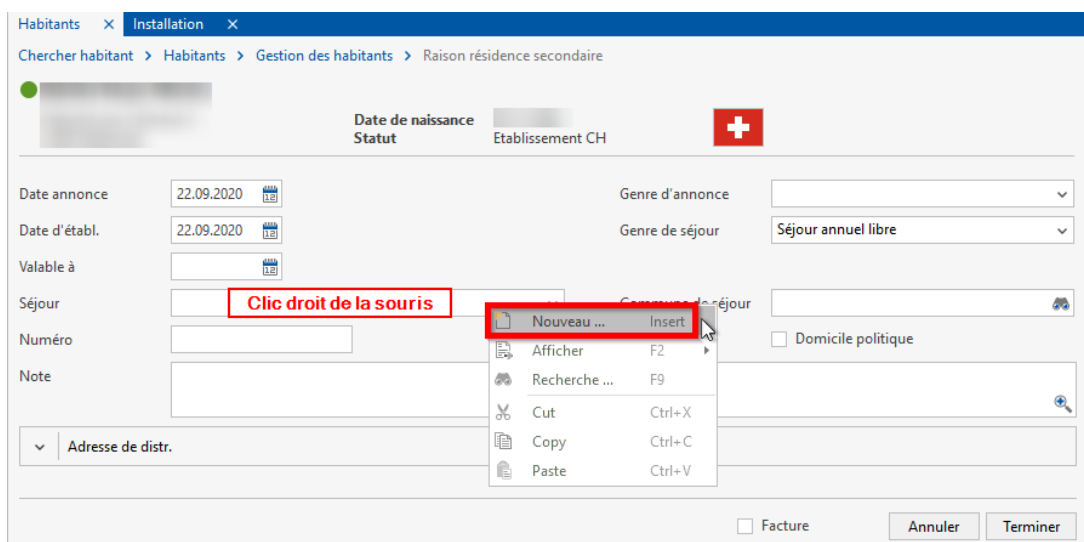 Habitants × Installation ×
Chercher habitant > Habitants > Gestion des habitants > Raison résidence secondaire
Date de naissance
Statut Etablissement CH
Date annonce 22.09.2020 Genre d'annonce
Date d'établ. 22.09.2020 Genre de séjour Séjour annuel libre
Valable à
Séjour Clic droit de la souris Commune de séjour
Nouveau ... Insert
Numéro Domicile politique
Afficher F2
Note Recherche ... F9
Cut Ctrl+X
Copy Ctrl+C
Adresse de distr.
Paste Ctrl+V
Facture Annuler Terminer